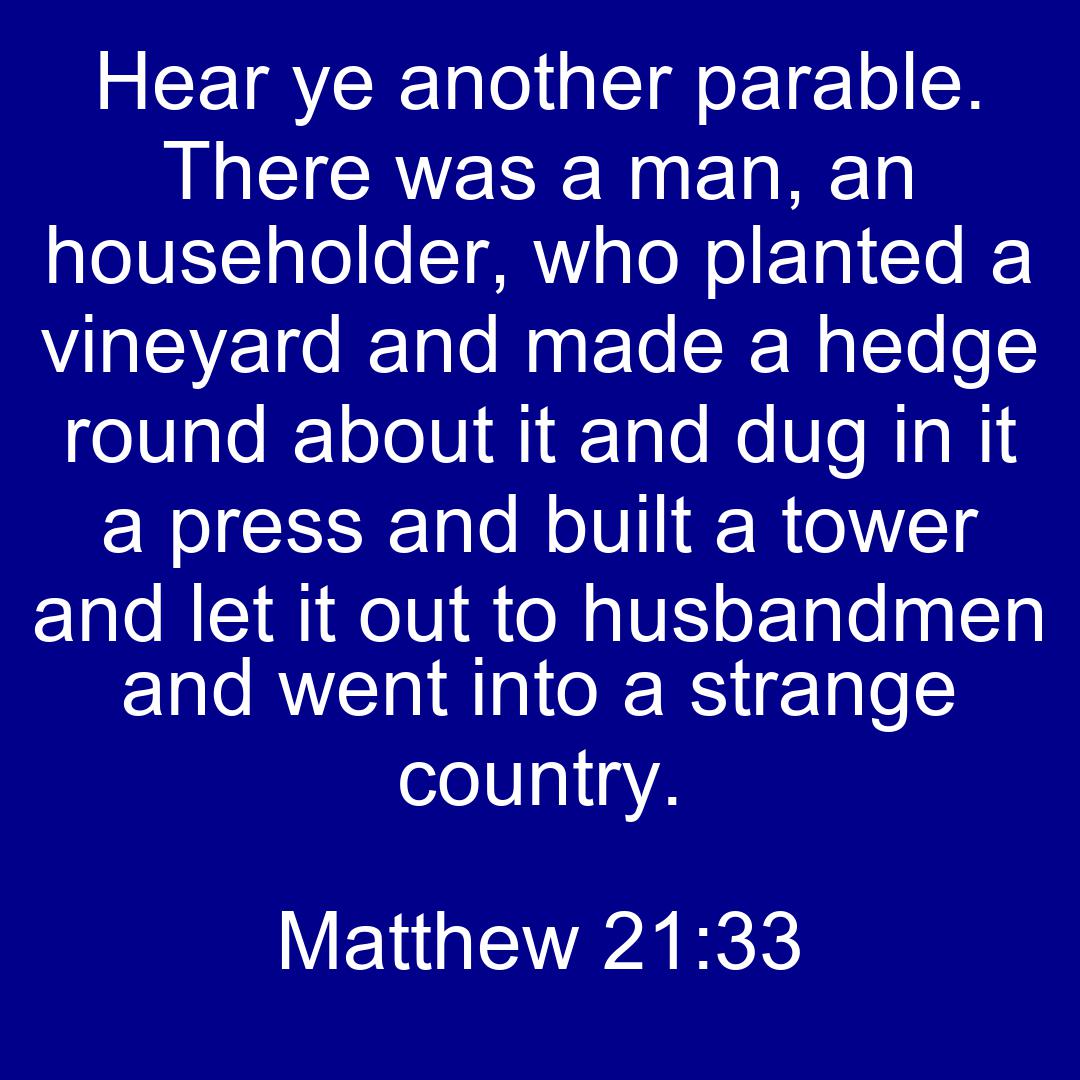 Hear ye another parable.
There was a man, an
householder, who planted a
vineyard and made a hedge
round about it and dug in it
a press and built a tower
and let it out to husbandmen
and went into a strange
country.
Matthew 21:33